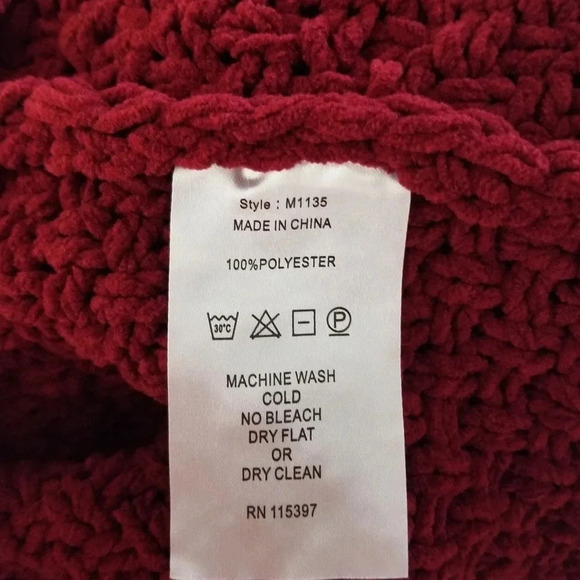 Style : M1135
MADE IN CHINA
100%POLYESTER
30°C P
MACHINE WASH
COLD
NO BLEACH
DRY FLAT
OR
DRY CLEAN
RN 115397